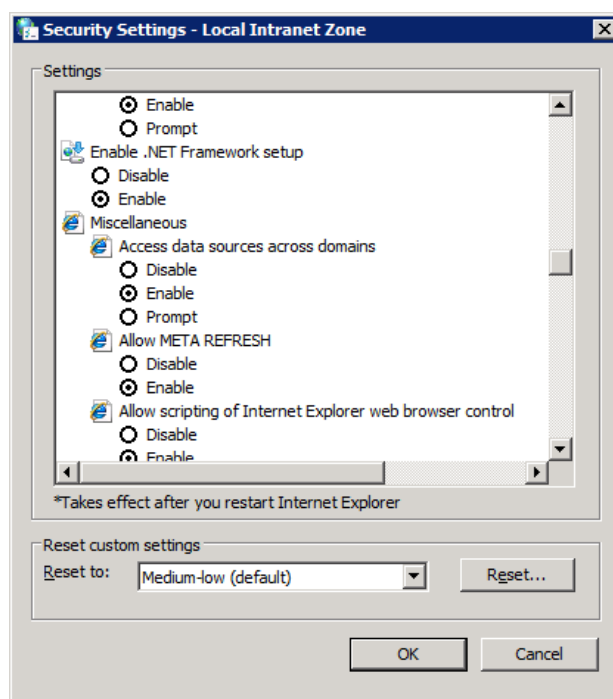 Security Settings - Local Intranet Zone
Settings
Enable
Prompt
Enable .NET Framework setup
Disable
Enable
Miscellaneous
Access data sources across domains
Disable
Enable
Prompt
Allow META REFRESH
Disable
Enable
Allow scripting of Internet Explorer web browser control
Disable
Enable
*Takes effect after you restart Internet Explorer
Reset custom settings
Reset to:
Medium-low (default)
Reset...
OK
Cancel